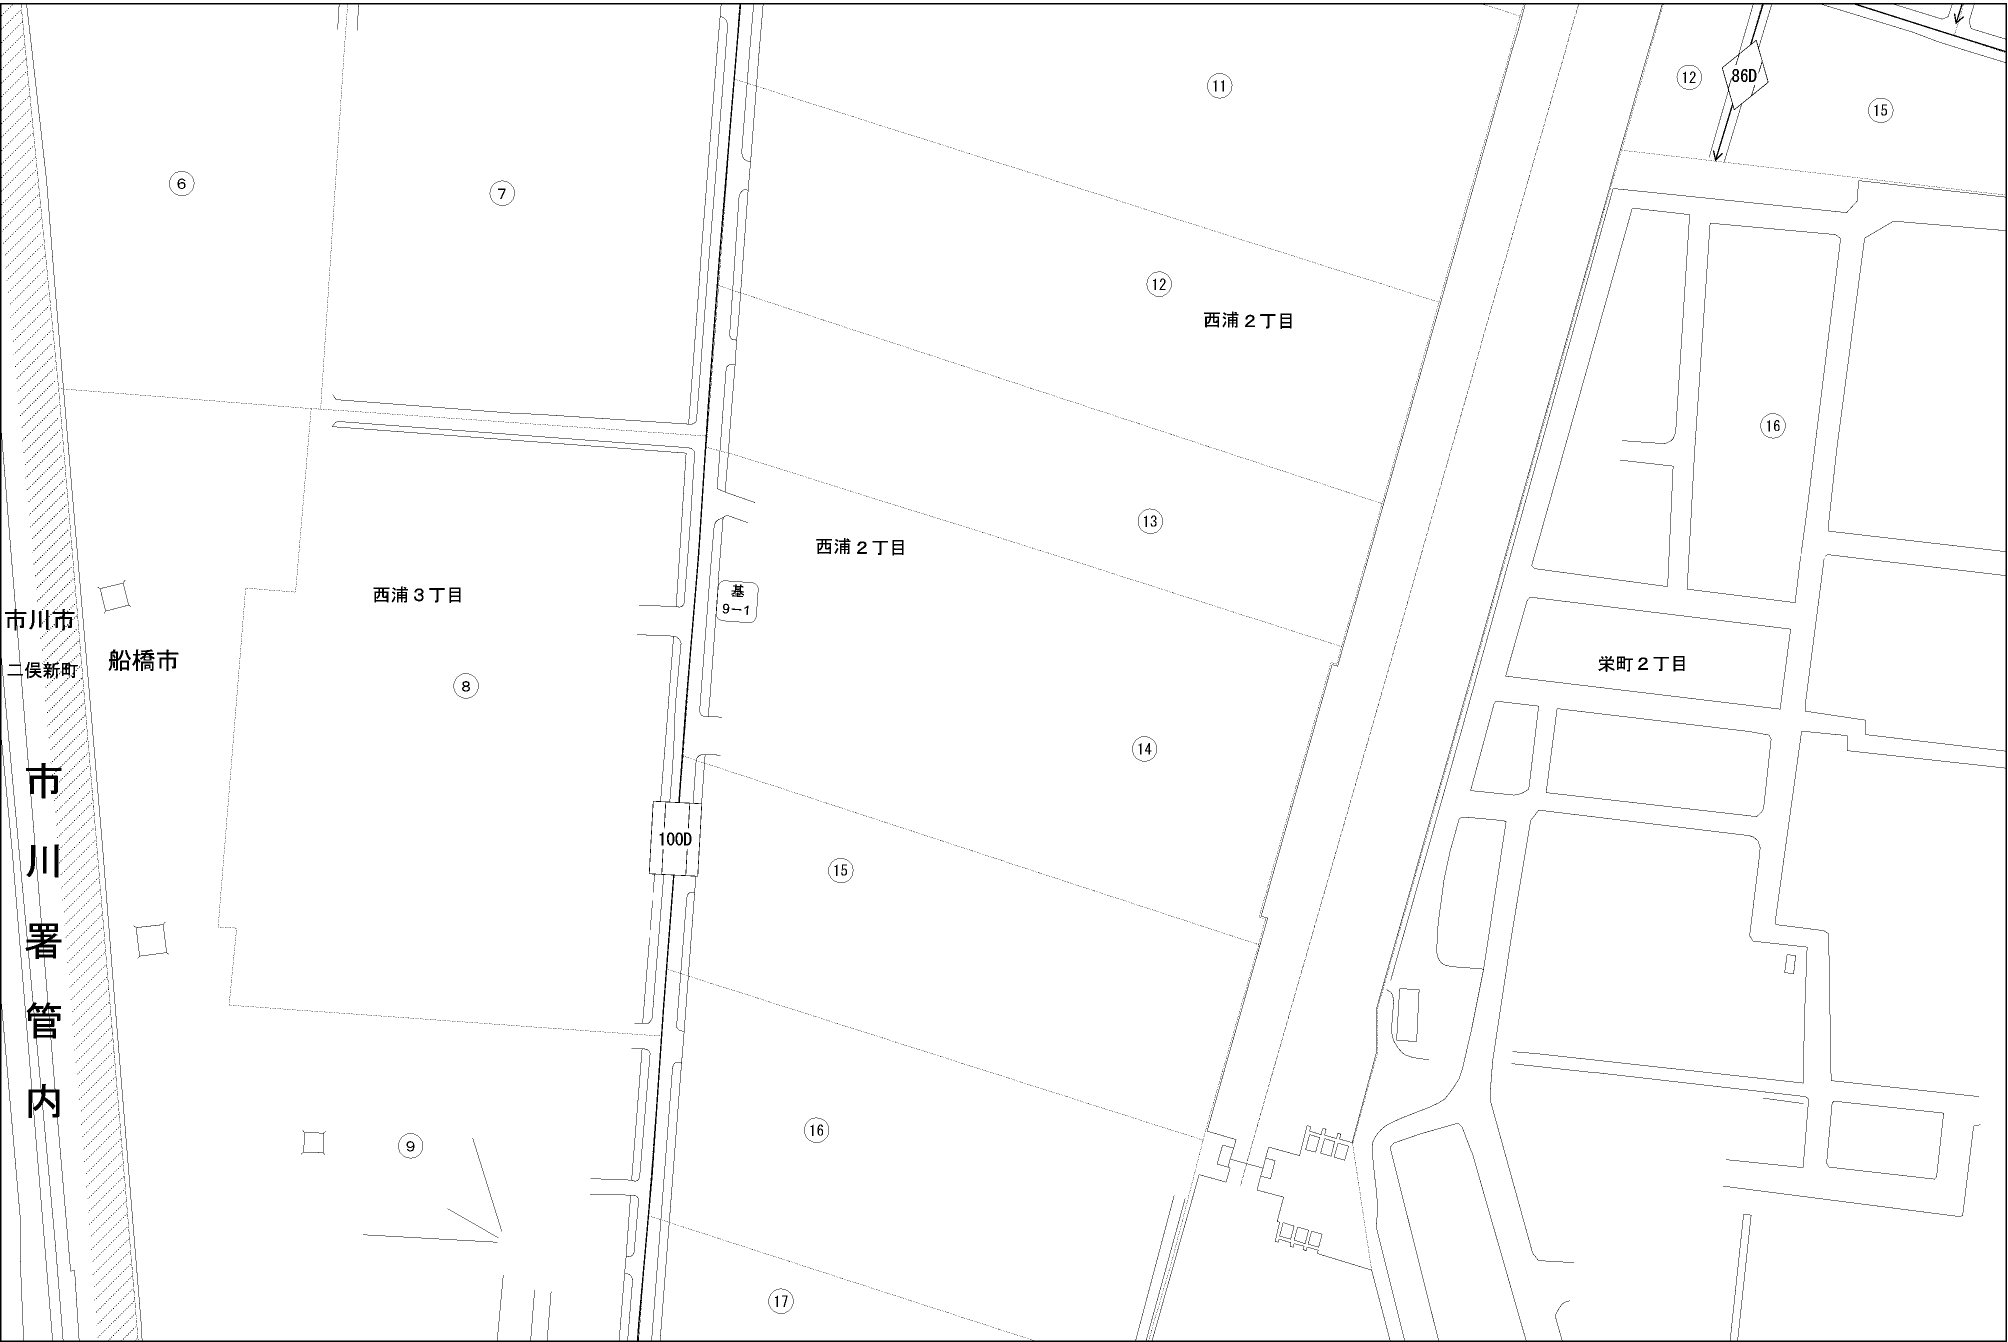 ⑪
⑫
86D
⑮
⑥
⑦
⑫
西浦２丁目
⑯
⑬
西浦２丁目
基
9－1
西浦３丁目
市川市
船橋市
二俣新町
栄町２丁目
⑧
⑭
市川署管内
100D
⑮
⑯
⑨
⑰